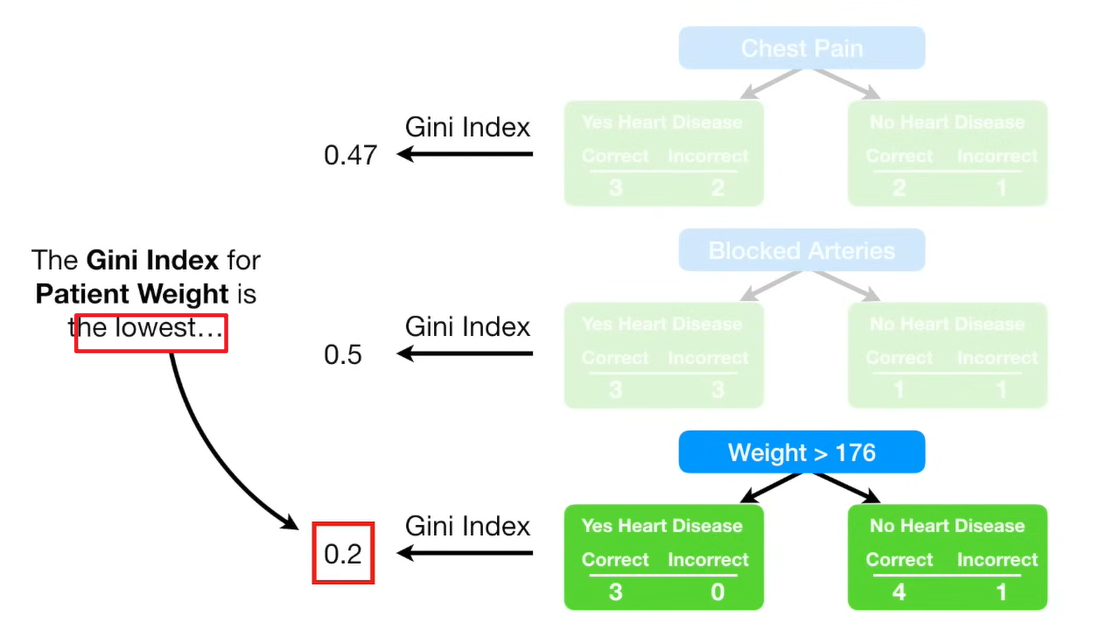 Chest Pain
Gini Index
0.47
Yes Heart Disease
Correct Incorrect
3 2
No Heart Disease
Correct Incorrect
2 1
The Gini Index for
Patient Weight is
the lowest...
Blocked Arteries
Gini Index
0.5
Yes Heart Disease
Correct Incorrect
3 3
No Heart Disease
Correct Incorrect
1 1
Weight > 176
Gini Index
0.2
Yes Heart Disease
Correct Incorrect
3 0
No Heart Disease
Correct Incorrect
4 1